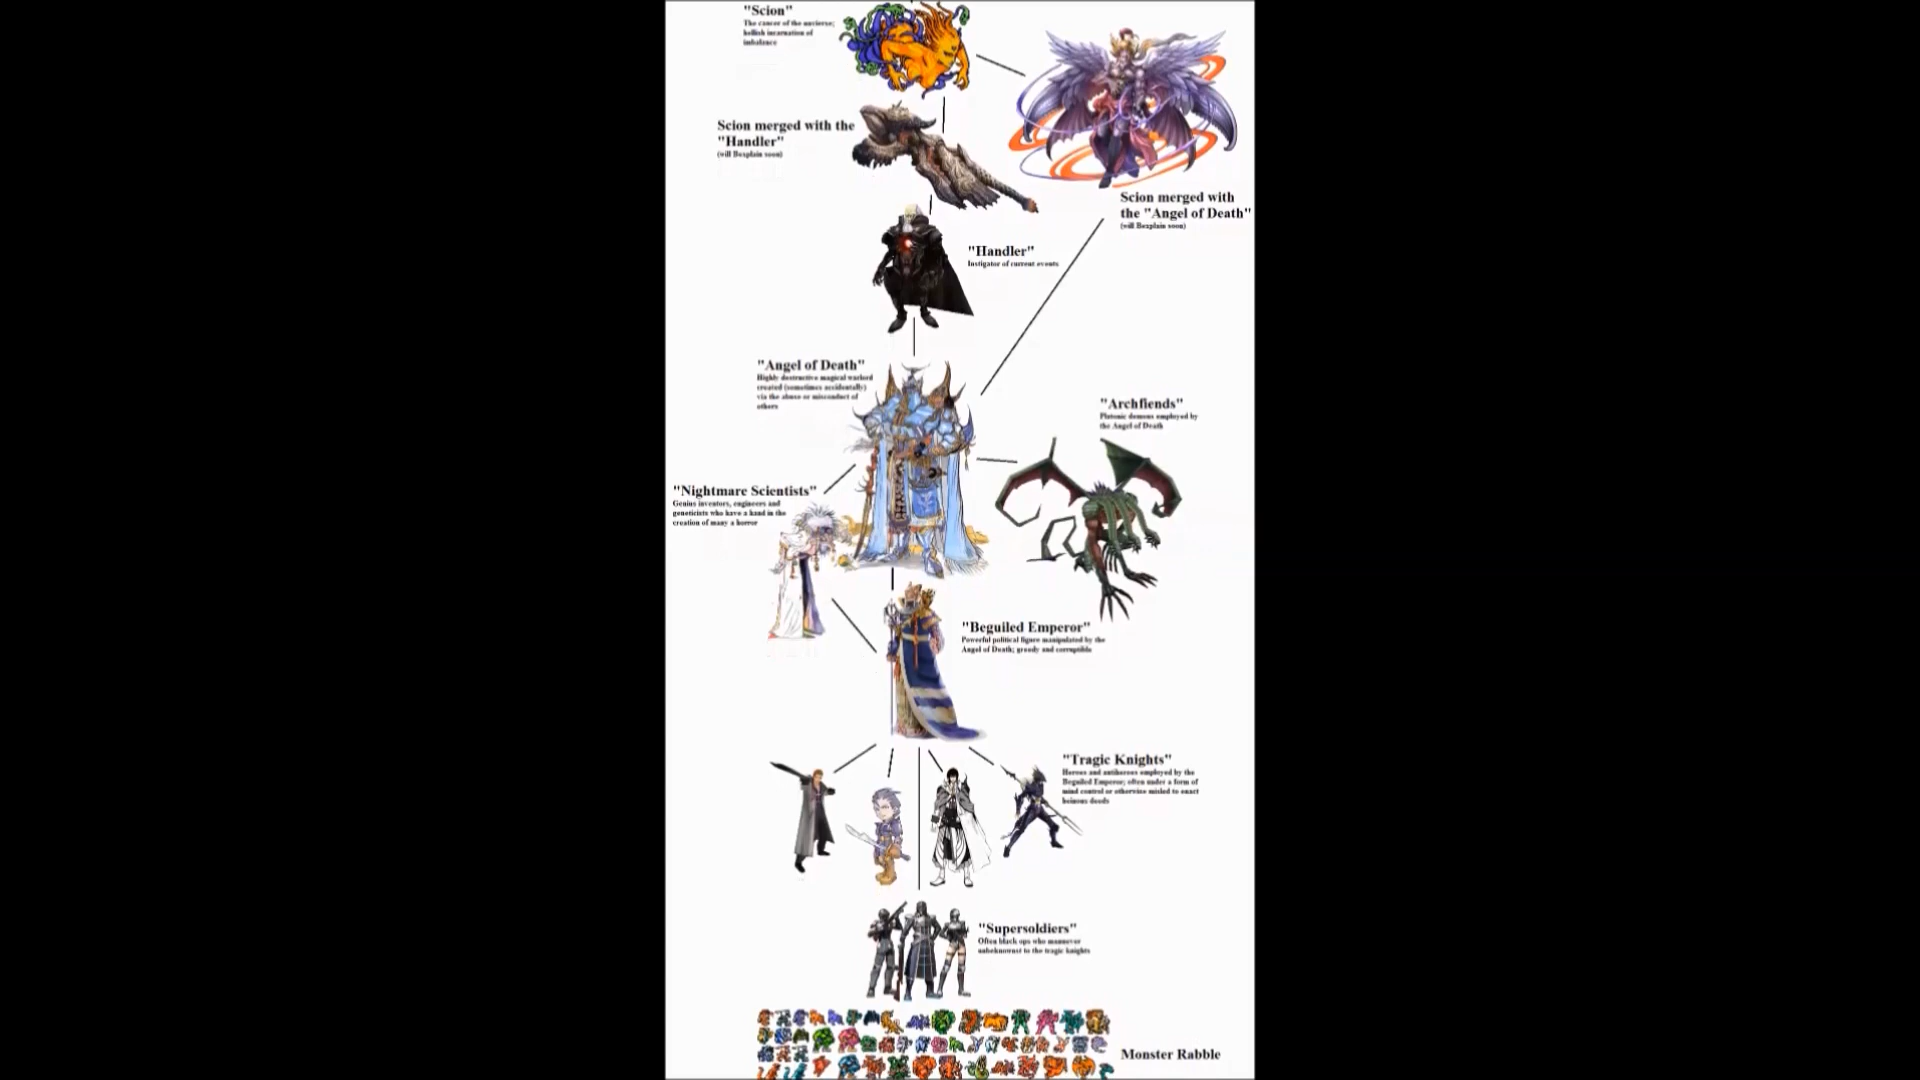 "Scion"
The cancer of the universe;
hellish incarnation of
imbalance
Scion merged with the
"Handler"
(will Bexplain soon)
Scion merged with
the "Angel of Death"
(will Bexplain soon)
"Handler"
Instigator of current events
"Angel of Death"
Highly destructive magical warlord
created (sometimes accidentally)
via the abuse or misconduct of
others
"Archfiends"
Platonic demons employed by
the Angel of Death
"Nightmare Scientists"
Genius inventors, engineers and
geneticists who have a hand in the
creation of many a horror
"Beguiled Emperor"
Powerful political figure manipulated by the
Angel of Death; greedy and corruptible
"Tragic Knights"
Heroes and antiheroes employed by the
Beguiled Emperor; often under a form of
mind control or otherwise misled to enact
heinous deeds
"Supersoldiers"
Often black ops who maneuver
unbeknownst to the tragic knights
Monster Rabble